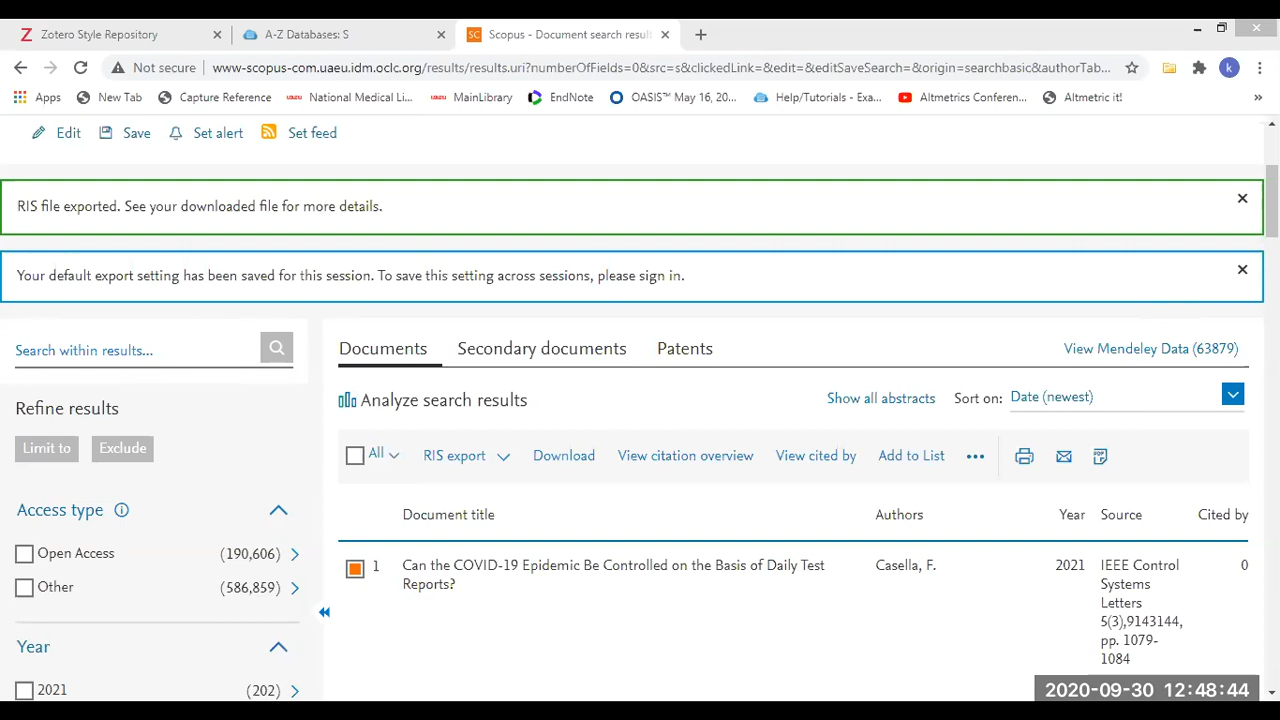 Zotero Style Repository
A-Z Databases: S
SC
Scopus - Document search resul
Not secure
www-scopus-com.uaeu.idm.oclc.org/results/results.uri?numberOfFields=0&src=s&clickedLink=&edit=&editSaveSearch=&origin=searchbasic&authorTab...
k
Apps
New Tab
Capture Reference
National Medical Li...
MainLibrary
EndNote
OASIS™ May 16, 20...
Help/Tutorials - Exa...
Altmetrics Conferen...
Altmetric it!
Edit
Save
Set alert
Set feed
RIS file exported. See your downloaded file for more details.
Your default export setting has been saved for this session. To save this setting across sessions, please sign in.
Search within results...
Documents
Secondary documents
Patents
View Mendeley Data (63879)
Refine results
Analyze search results
Show all abstracts
Sort on:
Date (newest)
Limit to
Exclude
All
RIS export
Download
View citation overview
View cited by
Add to List
PDF
Access type
Document title
Authors
Year
Source
Cited by
Open Access
(190,606)
Other
(586,859)
1
Can the COVID-19 Epidemic Be Controlled on the Basis of Daily Test
Reports?
Casella, F.
2021
IEEE Control
Systems
Letters
5(3),9143144,
pp. 1079-
1084
0
Year
2021
(202)
2020-09-30 12:48:44